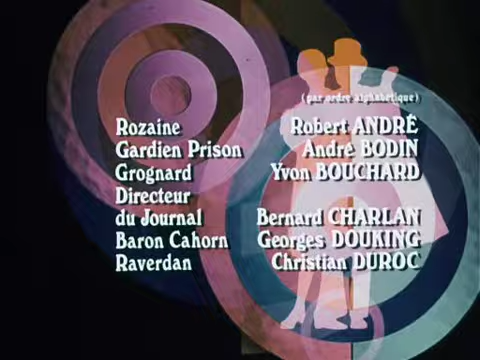 (par ordre alphabétique)
Rozaine Robert ANDRÉ
Gardien Prison André BODIN
Grognard Yvon BOUCHARD
Directeur
du Journal Bernard CHARLAN
Baron Cahorn Georges DOUKING
Raverdan Christian DUROC